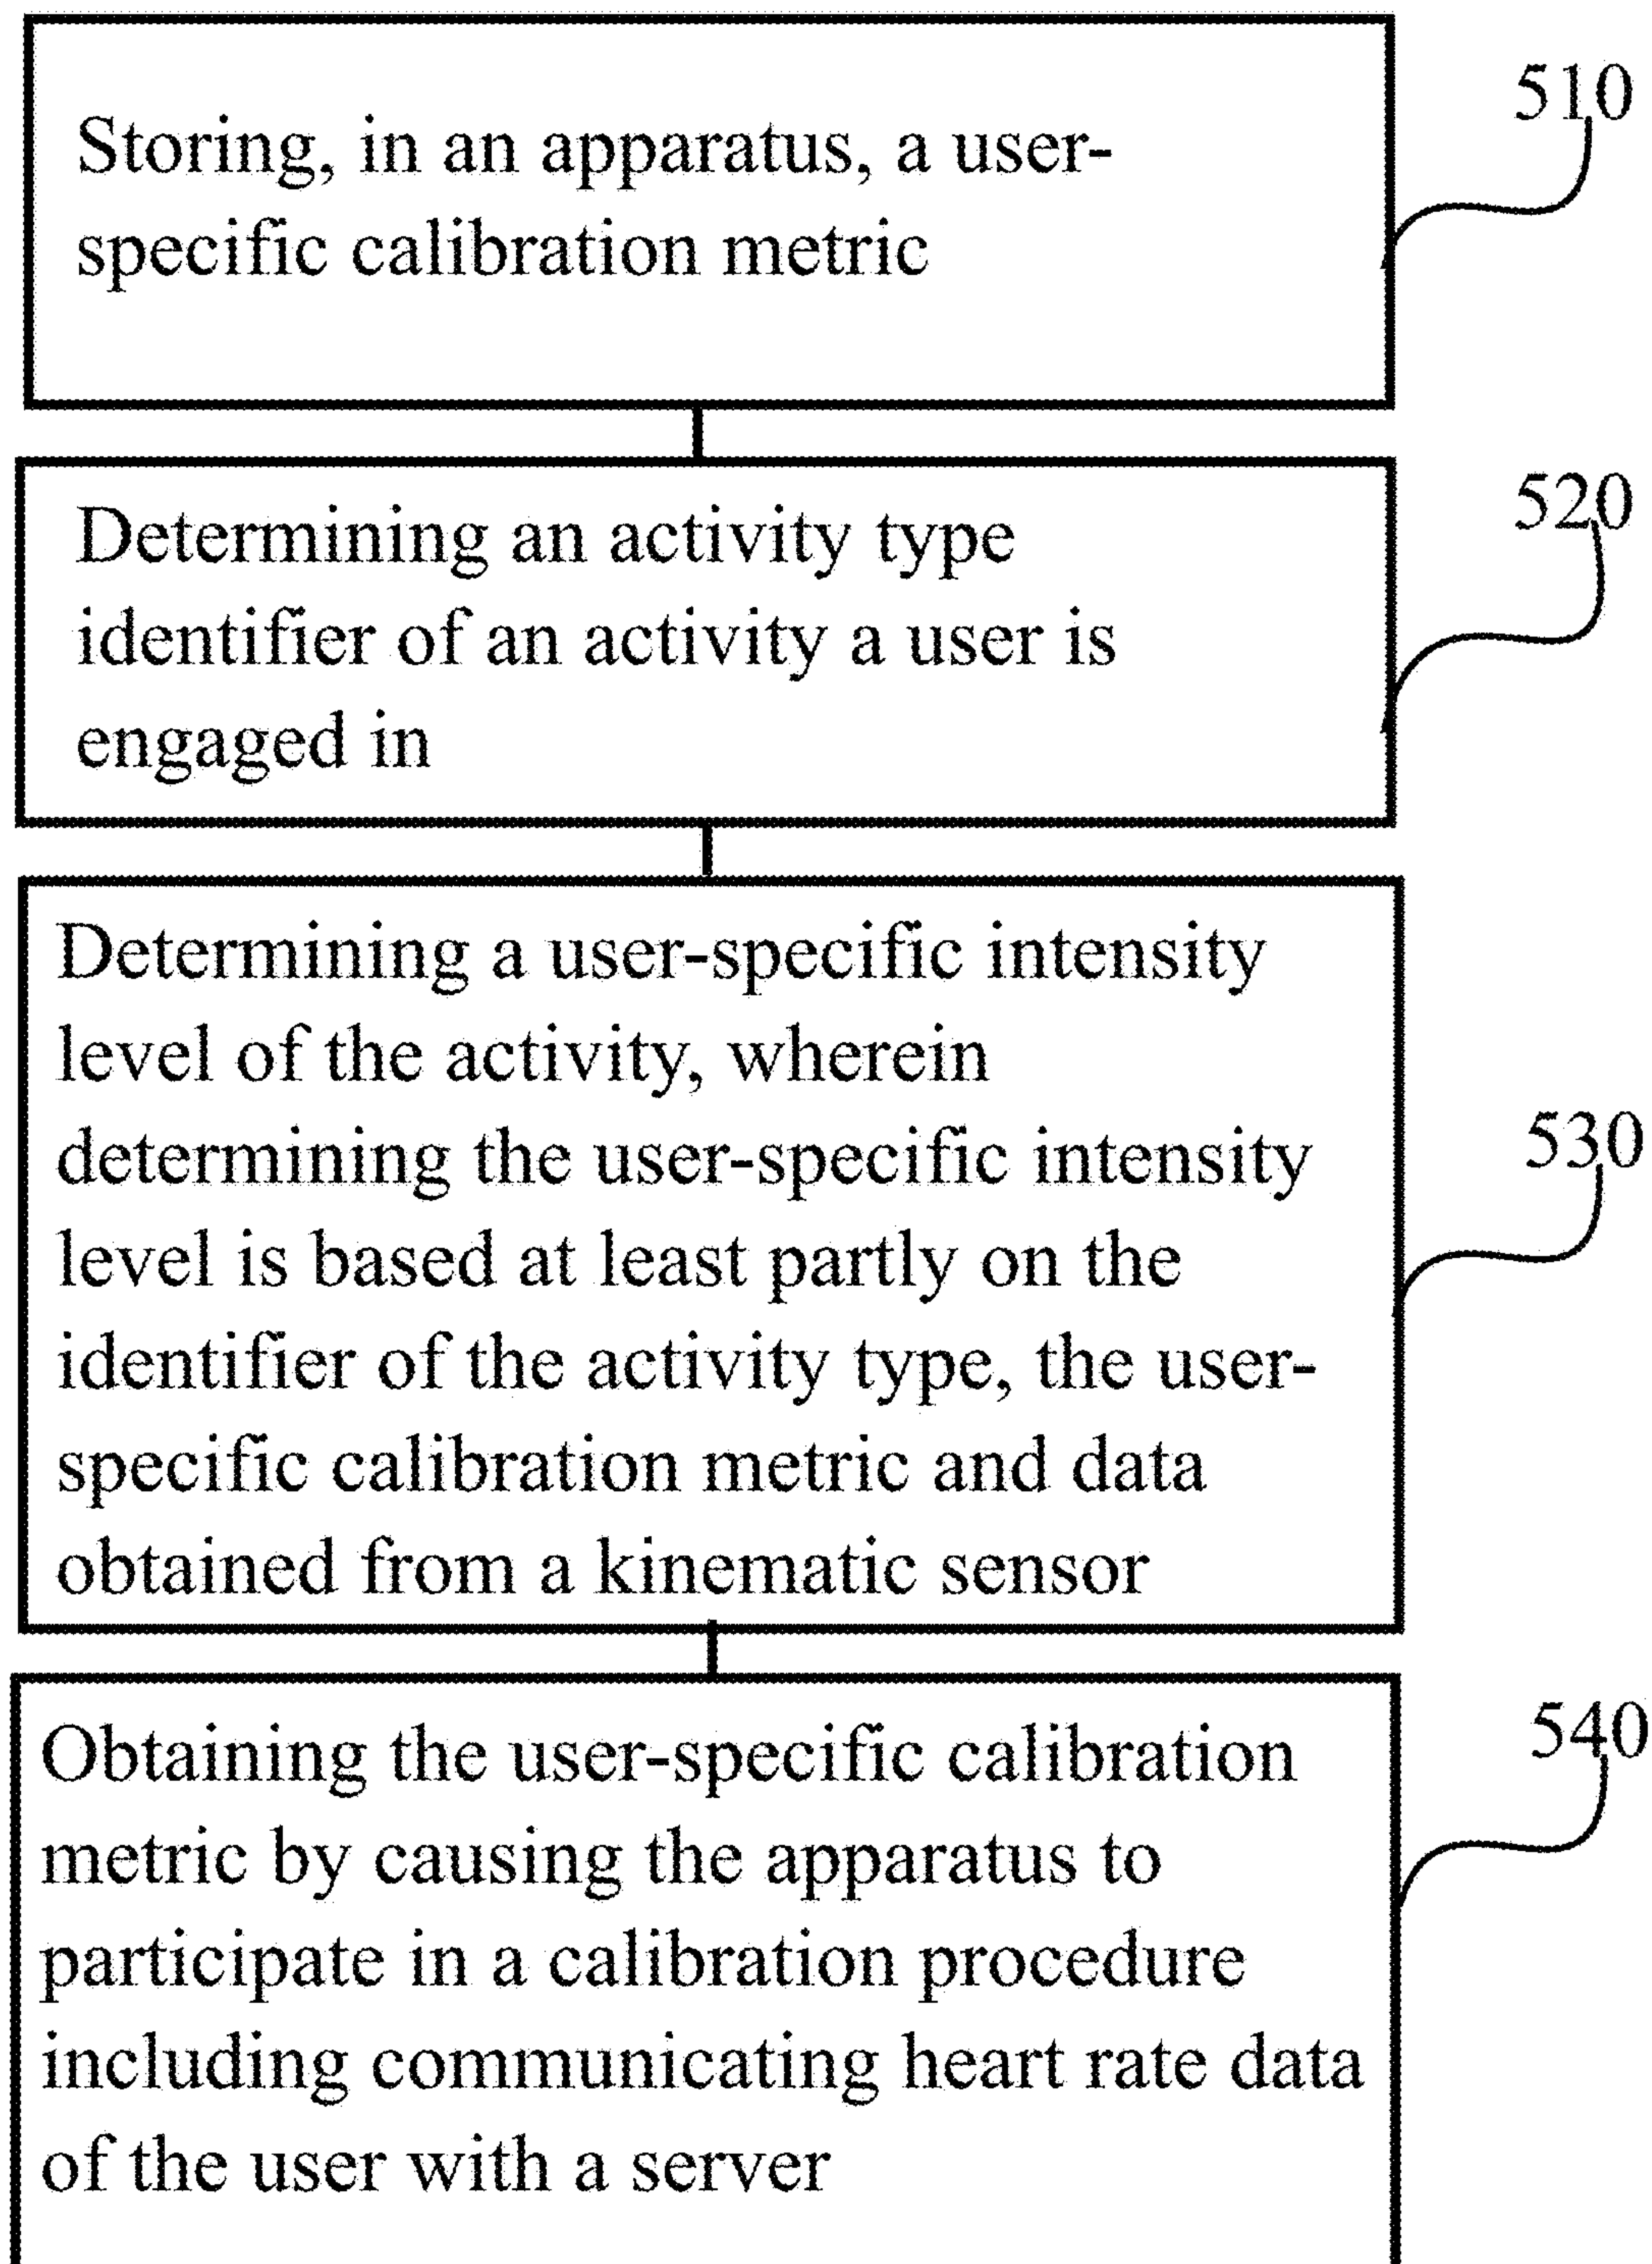 510
Storing, in an apparatus, a user-
specific calibration metric
520
Determining an activity type
identifier of an activity a user is
engaged in
Determining a user-specific intensity
level of the activity, wherein
determining the user-specific intensity
530
level is based at least partly on the
identifier of the activity type, the user-
specific calibration metric and data
obtained from a kinematic sensor
540
Obtaining the user-specific calibration
metric by causing the apparatus to
participate in a calibration procedure
including communicating heart rate data
of the user with a server